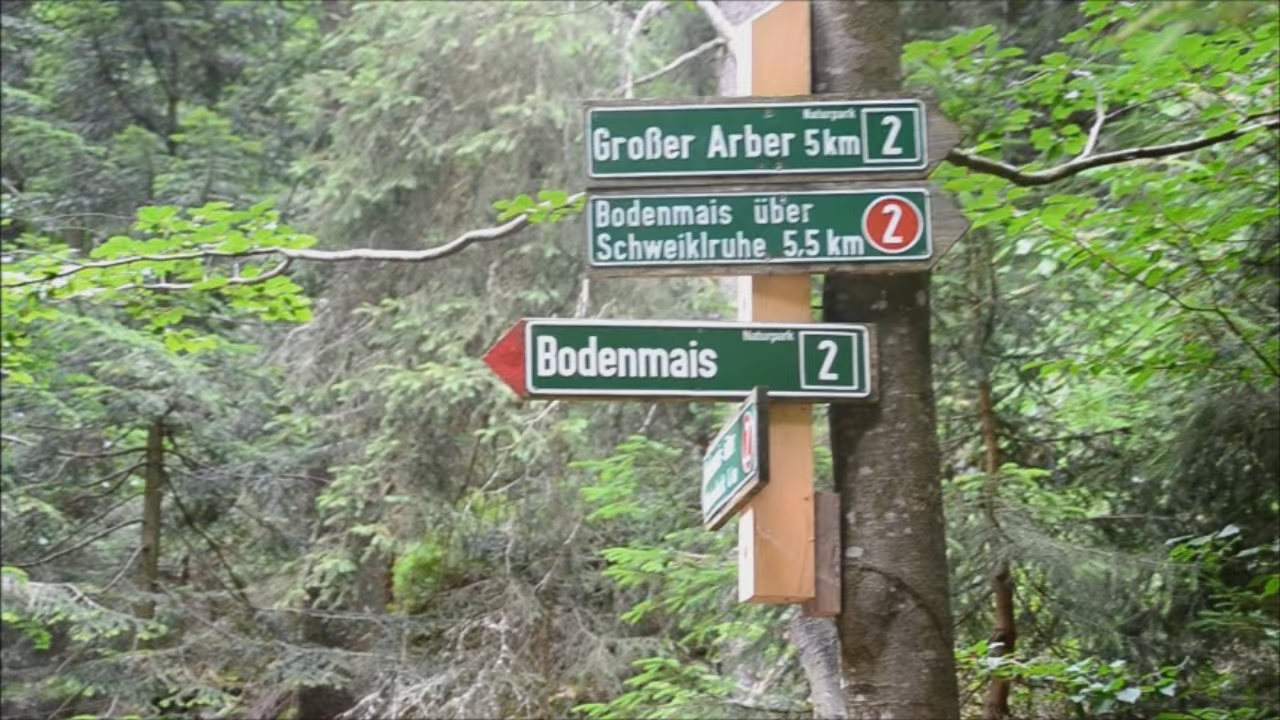 Naturpark
Großer Arber 5km 2
Bodenmais über
Schweiklruhe 5,5 km 2
Naturpark
Bodenmais 2